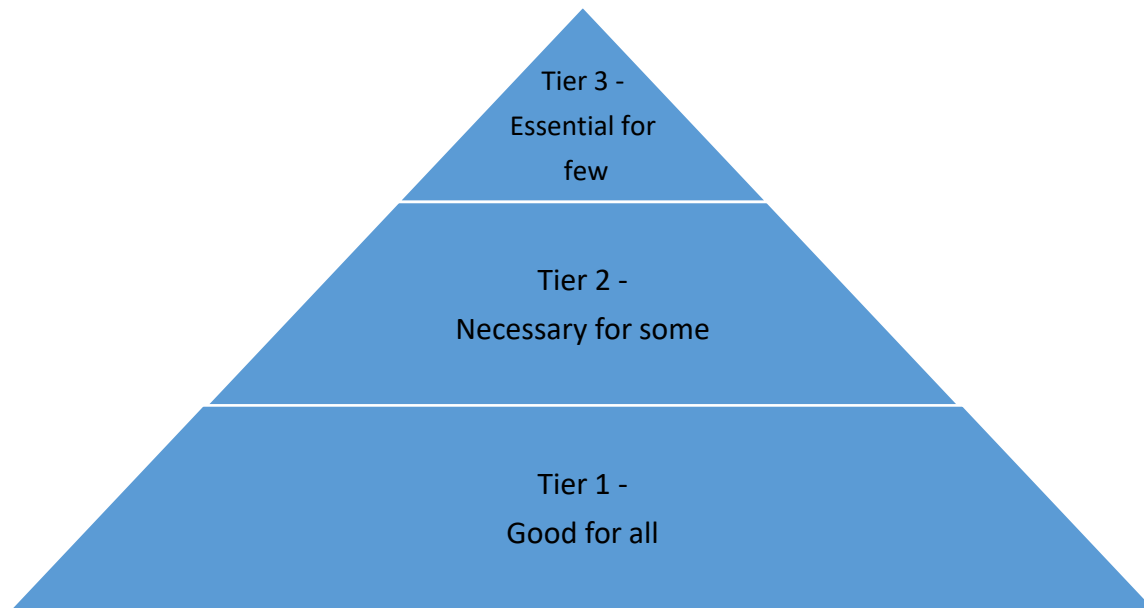 Tier 3 -
Essential for
few
Tier 2 -
Necessary for some
Tier 1 -
Good for all